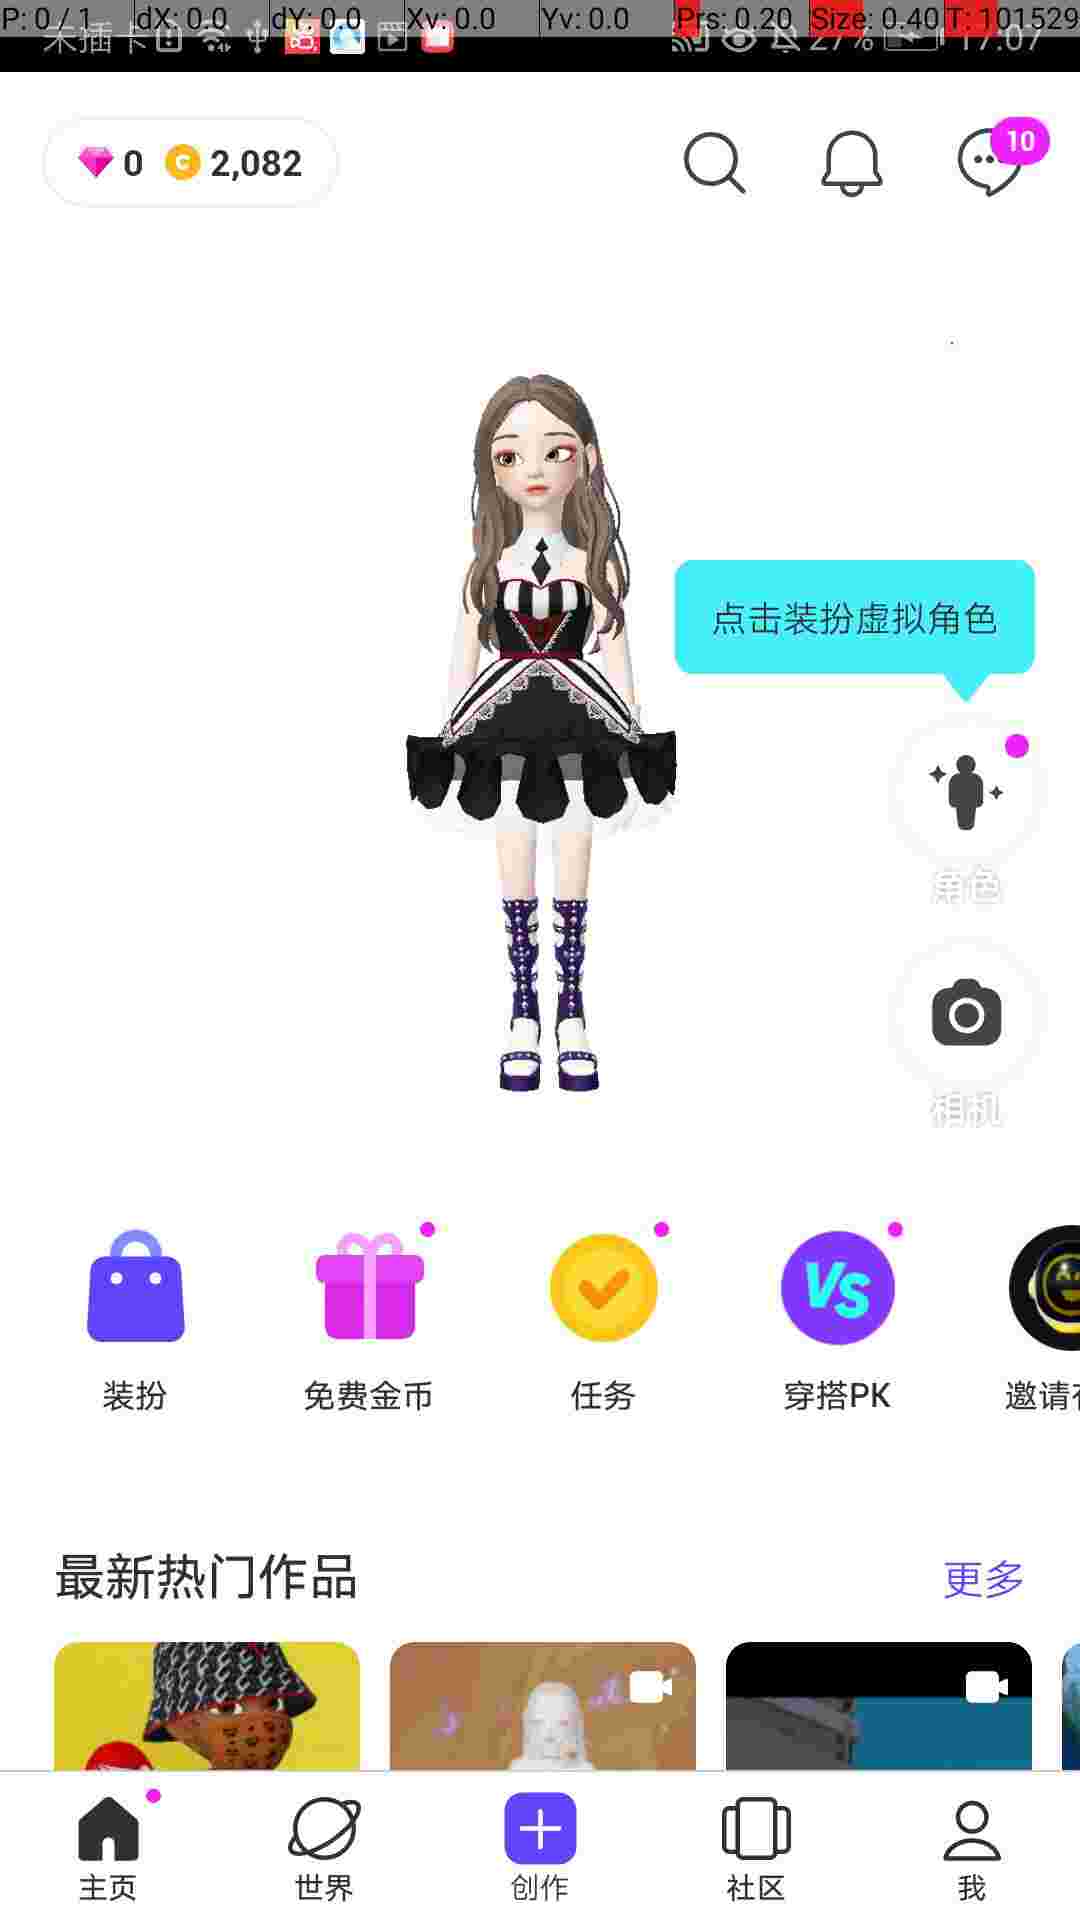 P: 0 / 1 dX: 0.0 dY: 0.0 Xv: 0.0 Yv: 0.0 Prs: 0.20 Size: 0.40 T: 101529
未插卡 27% 17:07
0 2,082
10
点击装扮虚拟角色
角色
相机
VS
装扮 免费金币 任务 穿搭PK 邀请
最新热门作品 更多
主页 世界 创作 社区 我